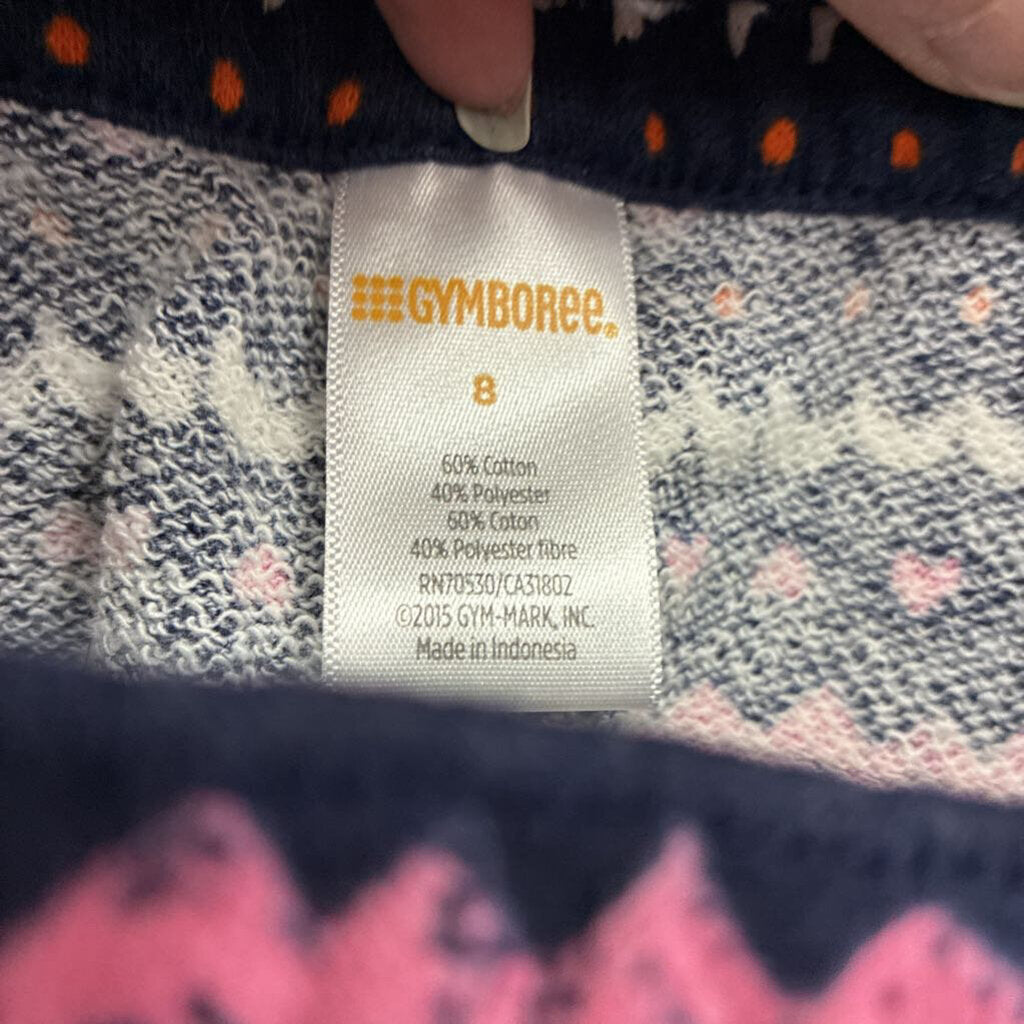 GYMBOREE®
8
60% Cotton
40% Polyester
60% Coton
40% Polyester fibre
RN70530/CA31802
©2015 GYM-MARK, INC.
Made in Indonesia